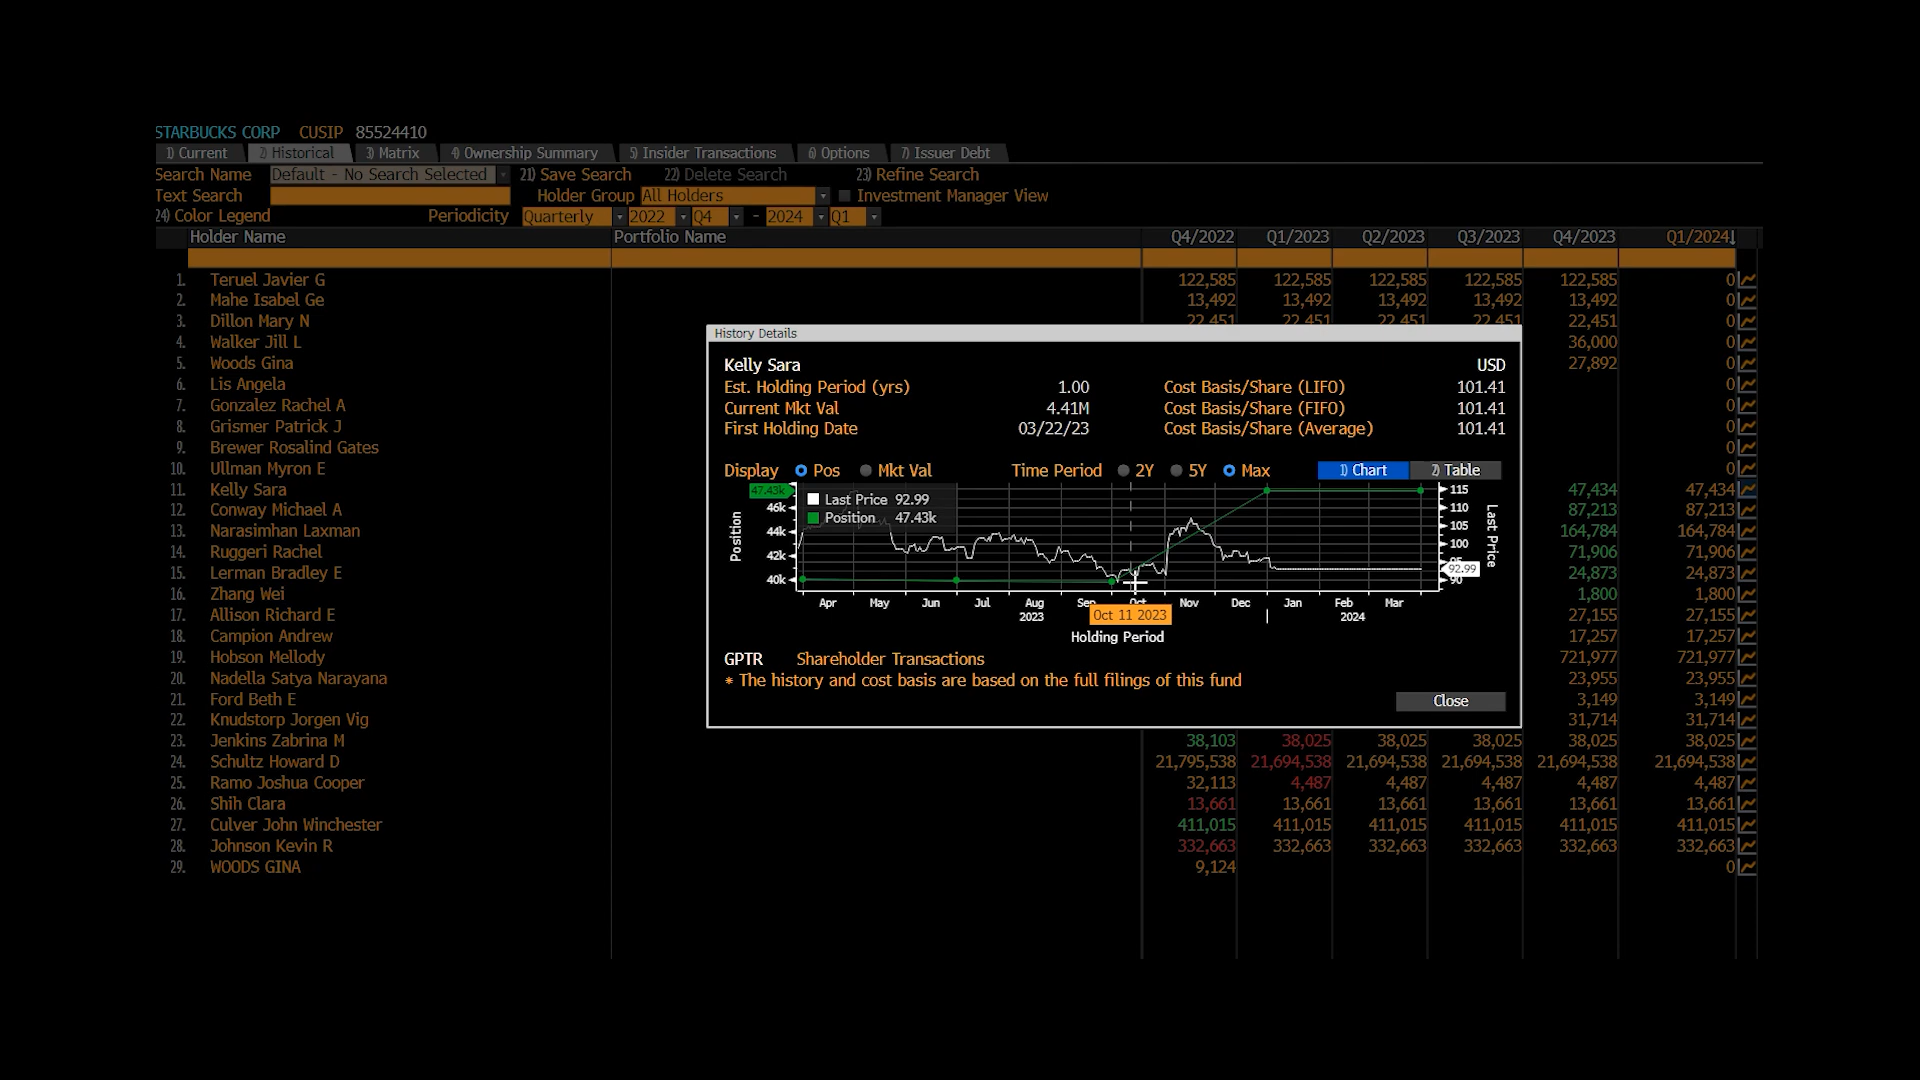 STARBUCKS CORP CUSIP 85524410
1) Current 2) Historical 3) Matrix 4) Ownership Summary 5) Insider Transactions 6) Options 7) Issuer Debt
Search Name Default - No Search Selected 21) Save Search 22) Delete Search 23) Refine Search
Text Search Holder Group All Holders Investment Manager View
24) Color Legend Periodicity Quarterly 2022 Q4 - 2024 Q1
Holder Name Portfolio Name Q4/2022 Q1/2023 Q2/2023 Q3/2023 Q4/2023 Q1/2024
1. Teruel Javier G 122,585 122,585 122,585 122,585 122,585 0
2. Mahe Isabel Ge 13,492 13,492 13,492 13,492 13,492 0
3. Dillon Mary N 22,451 22,451 22,451 22,451 22,451 0
4. Walker Jill L 36,000 0
5. Woods Gina 27,892 0
6. Lis Angela 0
7. Gonzalez Rachel A 0
8. Grismer Patrick J 0
9. Brewer Rosalind Gates 0
10. Ullman Myron E 0
11. Kelly Sara 47,434 47,434
12. Conway Michael A 87,213 87,213
13. Narasimhan Laxman 164,784 164,784
14. Ruggeri Rachel 71,906 71,906
15. Lerman Bradley E 24,873 24,873
16. Zhang Wei 1,800 1,800
17. Allison Richard E 27,155 27,155
18. Campion Andrew 17,257 17,257
19. Hobson Mellody 721,977 721,977
20. Nadella Satya Narayana 23,955 23,955
21. Ford Beth E 3,149 3,149
22. Knudstorp Jorgen Vig 31,714 31,714
23. Jenkins Zabrina M 38,103 38,025 38,025 38,025 38,025 38,025
24. Schultz Howard D 21,795,538 21,694,538 21,694,538 21,694,538 21,694,538 21,694,538
25. Ramo Joshua Cooper 32,113 4,487 4,487 4,487 4,487 4,487
26. Shih Clara 13,661 13,661 13,661 13,661 13,661 13,661
27. Culver John Winchester 411,015 411,015 411,015 411,015 411,015 411,015
28. Johnson Kevin R 332,663 332,663 332,663 332,663 332,663 332,663
29. WOODS GINA 9,124 0
History Details
Kelly Sara USD
Est. Holding Period (yrs) 1.00 Cost Basis/Share (LIFO) 101.41
Current Mkt Val 4.41M Cost Basis/Share (FIFO) 101.41
First Holding Date 03/22/23 Cost Basis/Share (Average) 101.41
Display Pos Mkt Val Time Period 2Y 5Y Max 1) Chart 2) Table
47.43k
46k
44k
42k
40k
Position
Last Price 92.99
Position 47.43k
115
110
105
100
92.99
90
Last Price
Apr May Jun Jul Aug Sep Oct Nov Dec Jan Feb Mar
2023 2024
Oct 11 2023
Holding Period
GPTR Shareholder Transactions
* The history and cost basis are based on the full filings of this fund
Close